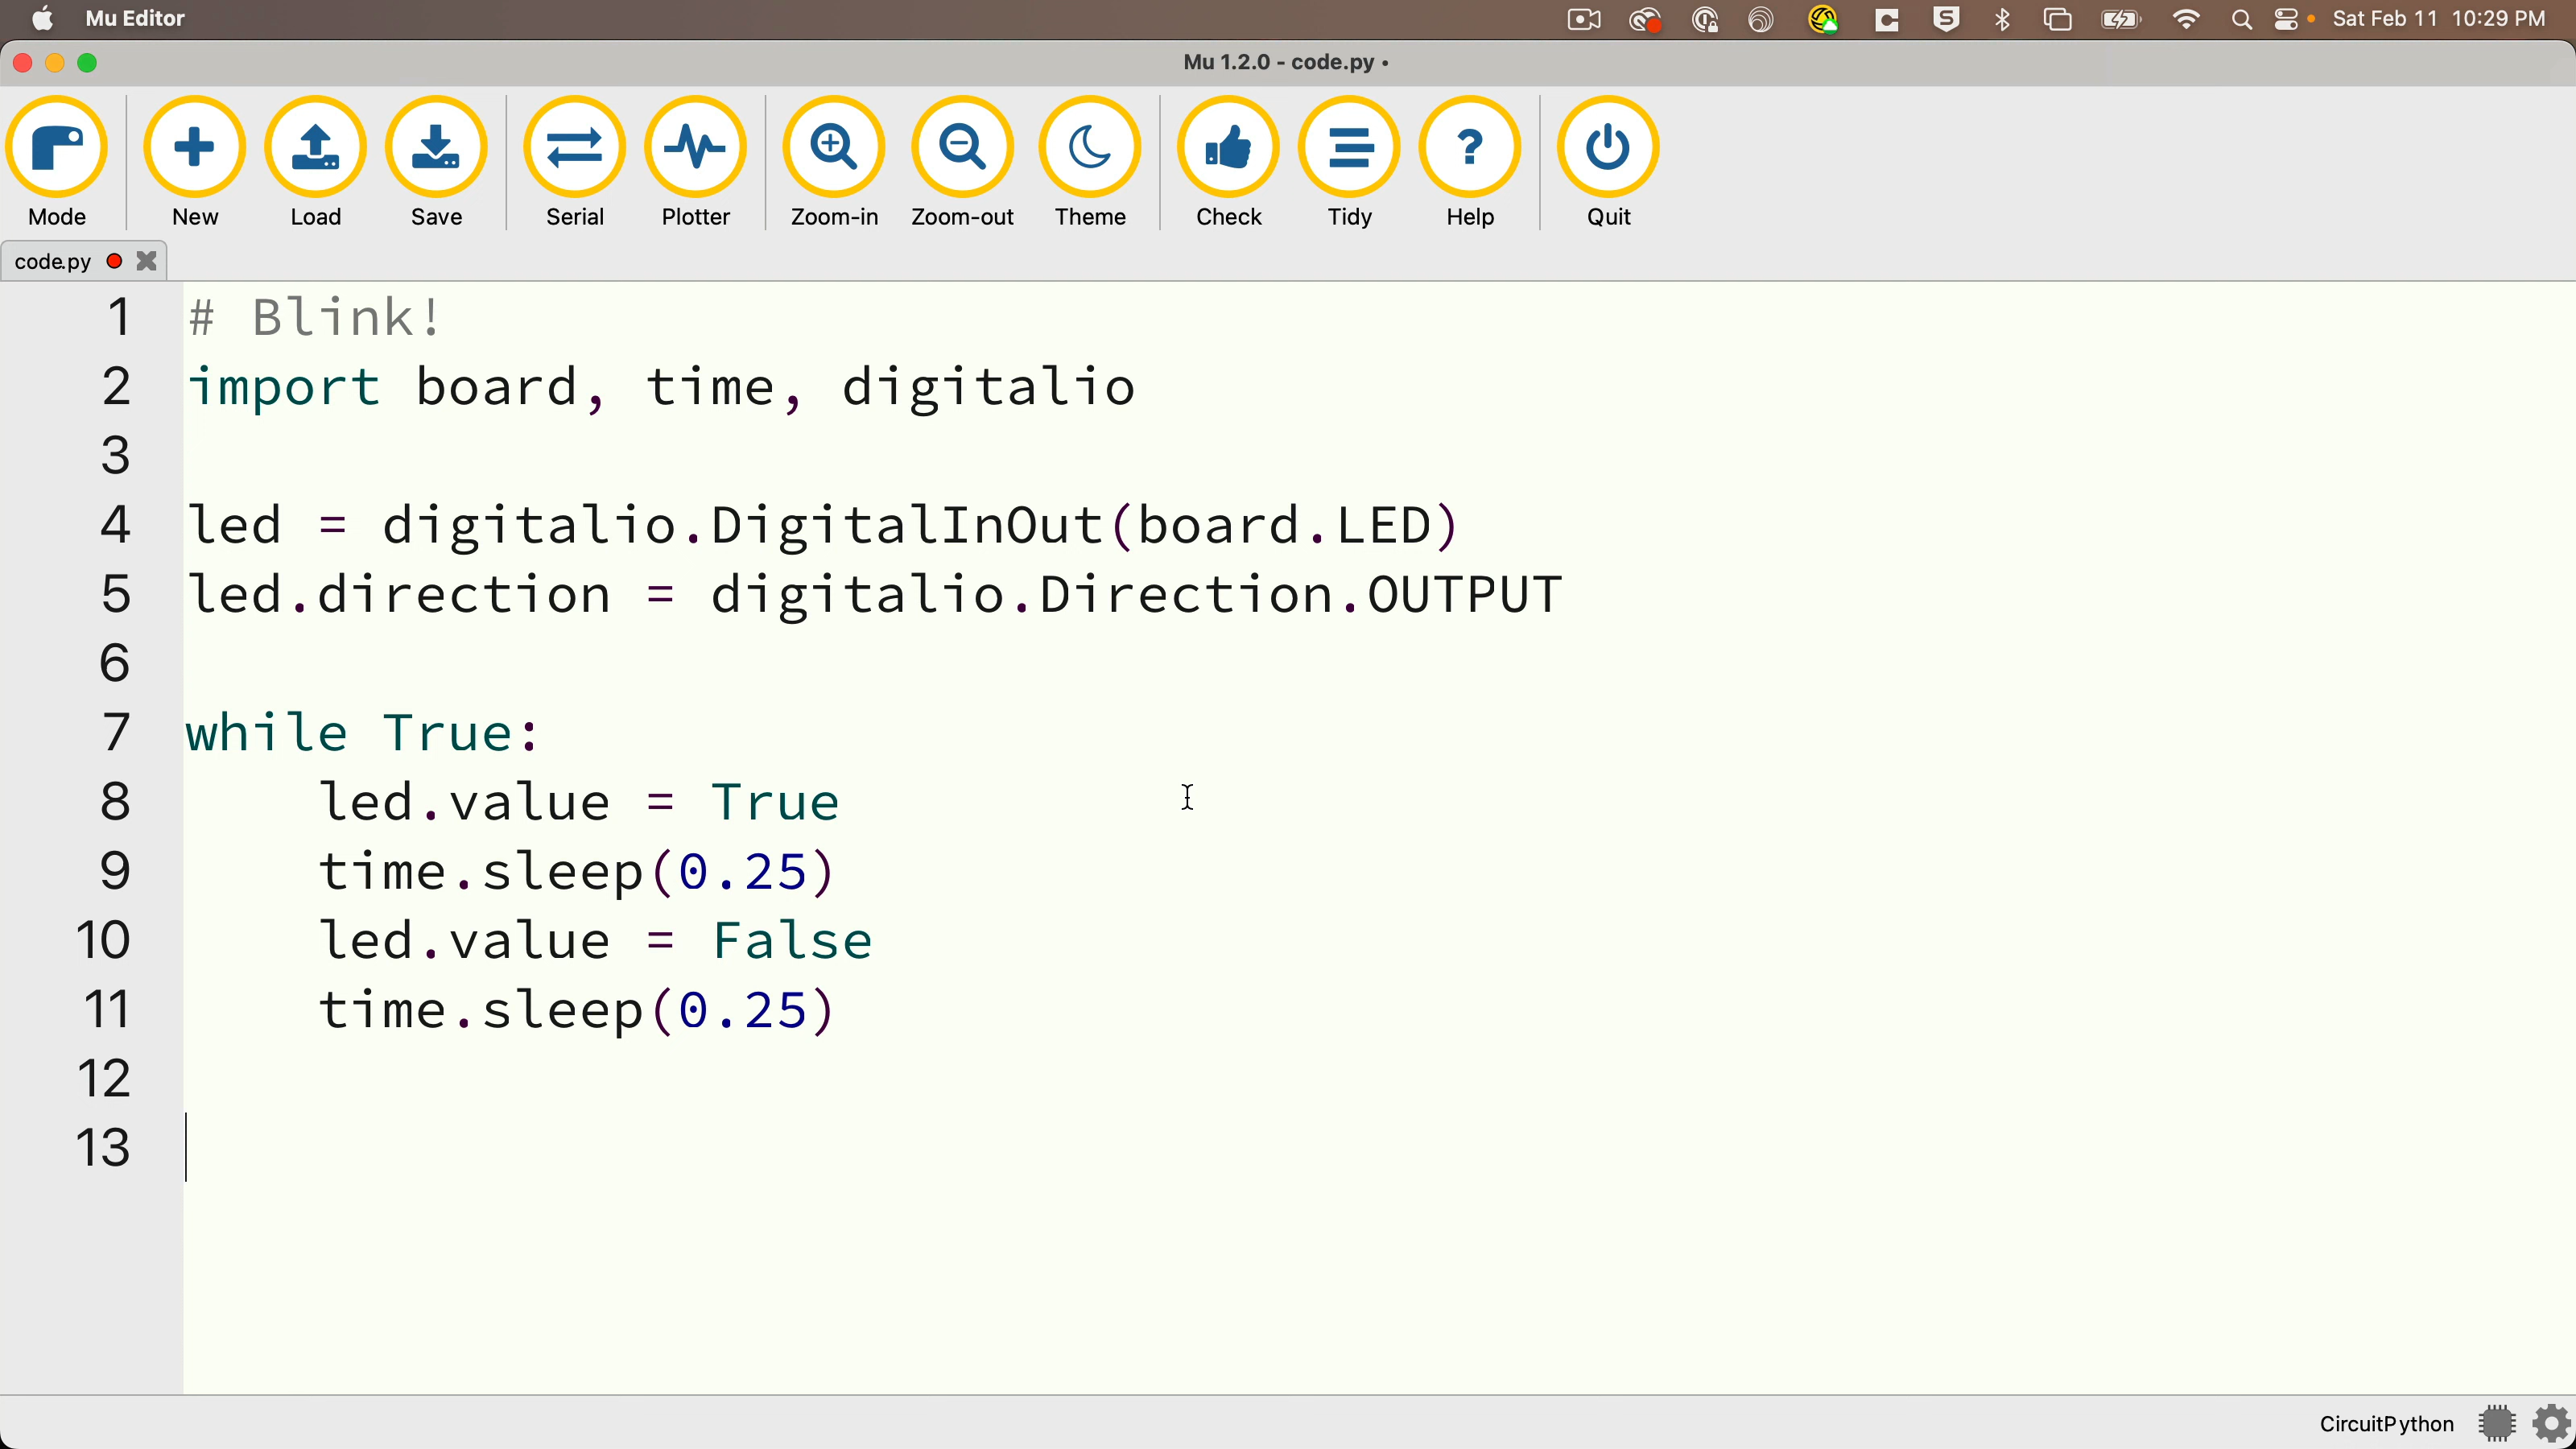 Mu Editor
Sat Feb 11 10:29 PM
Mu 1.2.0 - code.py •
Mode New Load Save Serial Plotter Zoom-in Zoom-out Theme Check Tidy Help Quit
code.py
1 # Blink!
2 import board, time, digitalio
3
4 led = digitalio.DigitalInOut(board.LED)
5 led.direction = digitalio.Direction.OUTPUT
6
7 while True:
8     led.value = True
9     time.sleep(0.25)
10     led.value = False
11     time.sleep(0.25)
12
13
CircuitPython